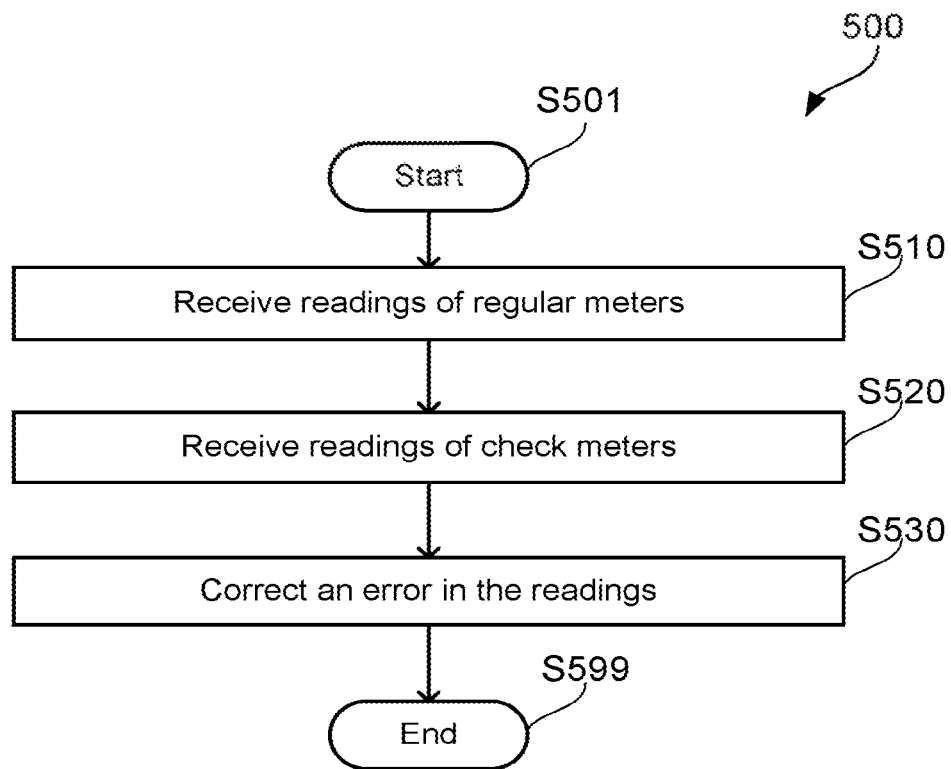 500
S501
Start
S510
Receive readings of regular meters
S520
Receive readings of check meters
S530
Correct an error in the readings
S599
End